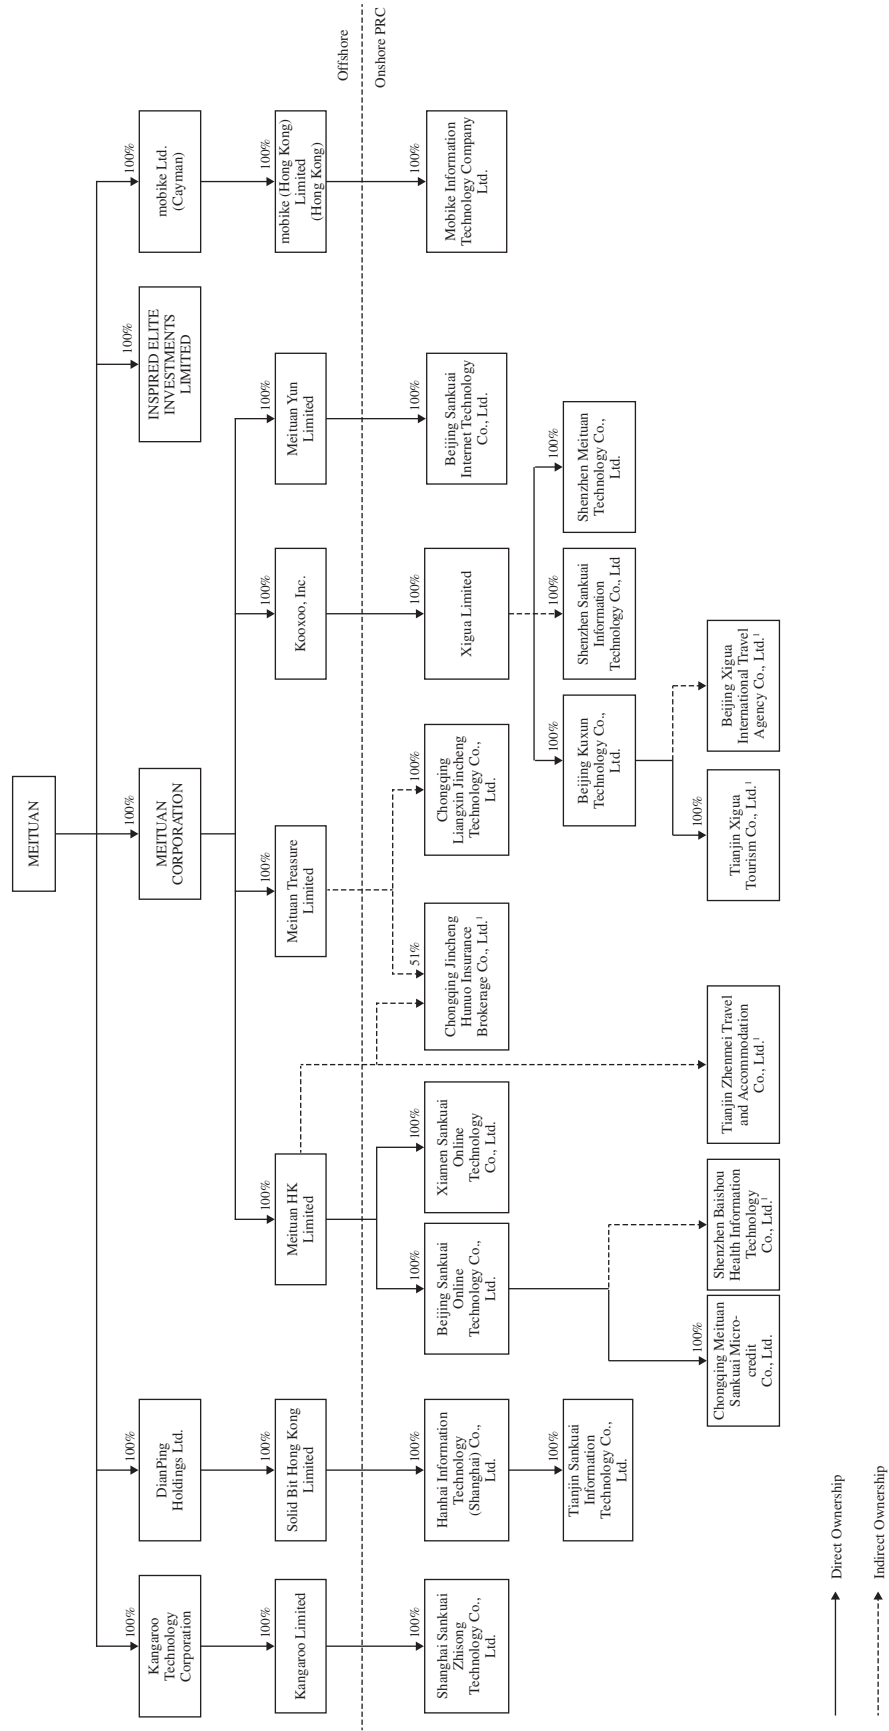 MEITUAN
100%
Kangaroo
Technology
Corporation
100%
DianPing
Holdings Ltd.
100%
MEITUAN
CORPORATION
100%
INSPIRED ELITE
INVESTMENTS
LIMITED
100%
mobike Ltd.
(Cayman)
100%
Kangaroo Limited
100%
Solid Bit Hong Kong
Limited
100%
Meituan HK
Limited
100%
Meituan Treasure
Limited
100%
Kooxoo, Inc.
100%
Meituan Yun
Limited
100%
mobike (Hong Kong)
Limited
(Hong Kong)
Offshore
Onshore PRC
100%
Shanghai Sankuai
Zhisong
Technology Co.,
Ltd.
100%
Hanhai Information
Technology
(Shanghai) Co.,
Ltd.
100%
Beijing Sankuai
Online
Technology Co.,
Ltd.
100%
Xiamen Sankuai
Online
Technology
Co., Ltd.
51%
Chongqing Jincheng
Hunuo Insurance
Brokerage Co., Ltd.¹
100%
Chongqing
Liangxin Jincheng
Technology Co.,
Ltd.
100%
Xigua Limited
100%
Beijing Sankuai
Internet Technology
Co., Ltd.
100%
Mobike Information
Technology Company
Ltd.
100%
Tianjin Sankuai
Information
Technology Co.,
Ltd.
100%
Beijing Kuxun
Technology Co.,
Ltd.
100%
Shenzhen Sankuai
Information
Technology Co., Ltd
100%
Shenzhen Meituan
Technology Co.,
Ltd.
100%
Chongqing Meituan
Sankuai Micro-
credit
Co., Ltd.
Shenzhen Baishou
Health Information
Technology
Co., Ltd.¹
Tianjin Zhenmei Travel
and Accommodation
Co., Ltd.¹
100%
Tianjin Xigua
Tourism Co., Ltd.¹
Beijing Xigua
International Travel
Agency Co., Ltd.¹
Direct Ownership
Indirect Ownership